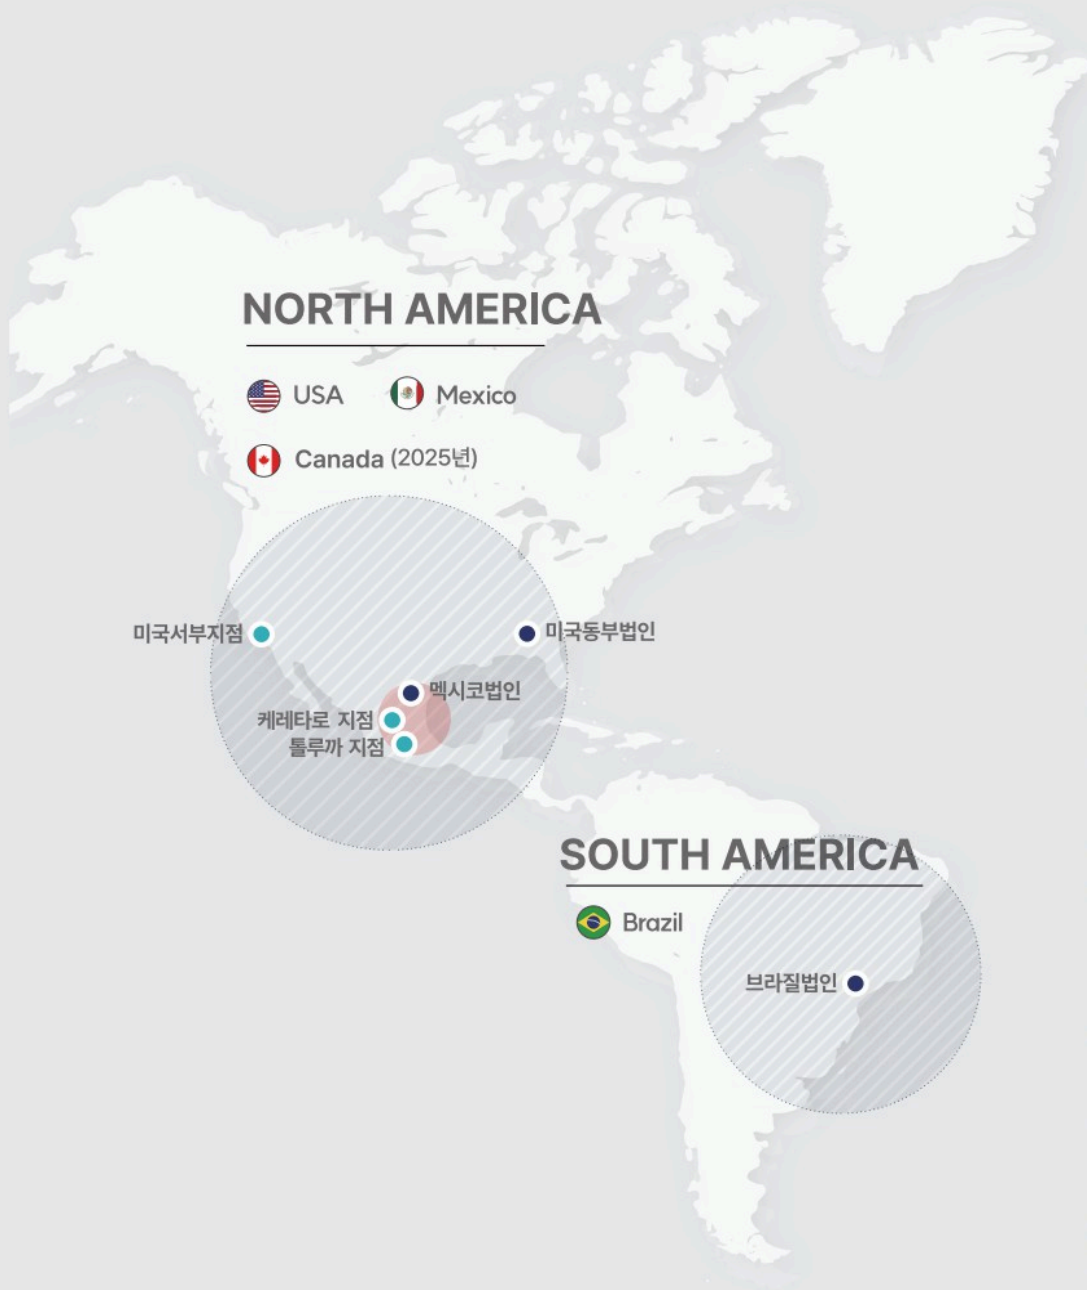 NORTH AMERICA
USA
Mexico
Canada (2025년)
미국서부지점
미국동부법인
멕시코법인
케레타로 지점
톨루까 지점
SOUTH AMERICA
Brazil
브라질법인